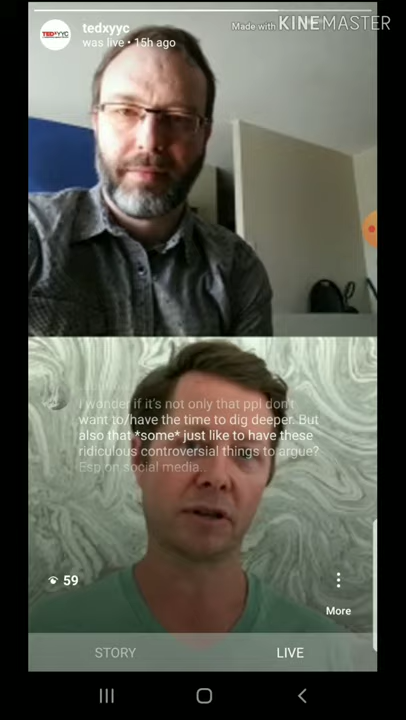 tedxyyc
was live • 15h ago
Made with KINEMASTER
TEDxYYC
I wonder if it's not only that ppl don't
want to/have the time to dig deeper. But
also that *some* just like to have these
ridiculous controversial things to argue?
Esp on social media..
59
More
STORY
LIVE